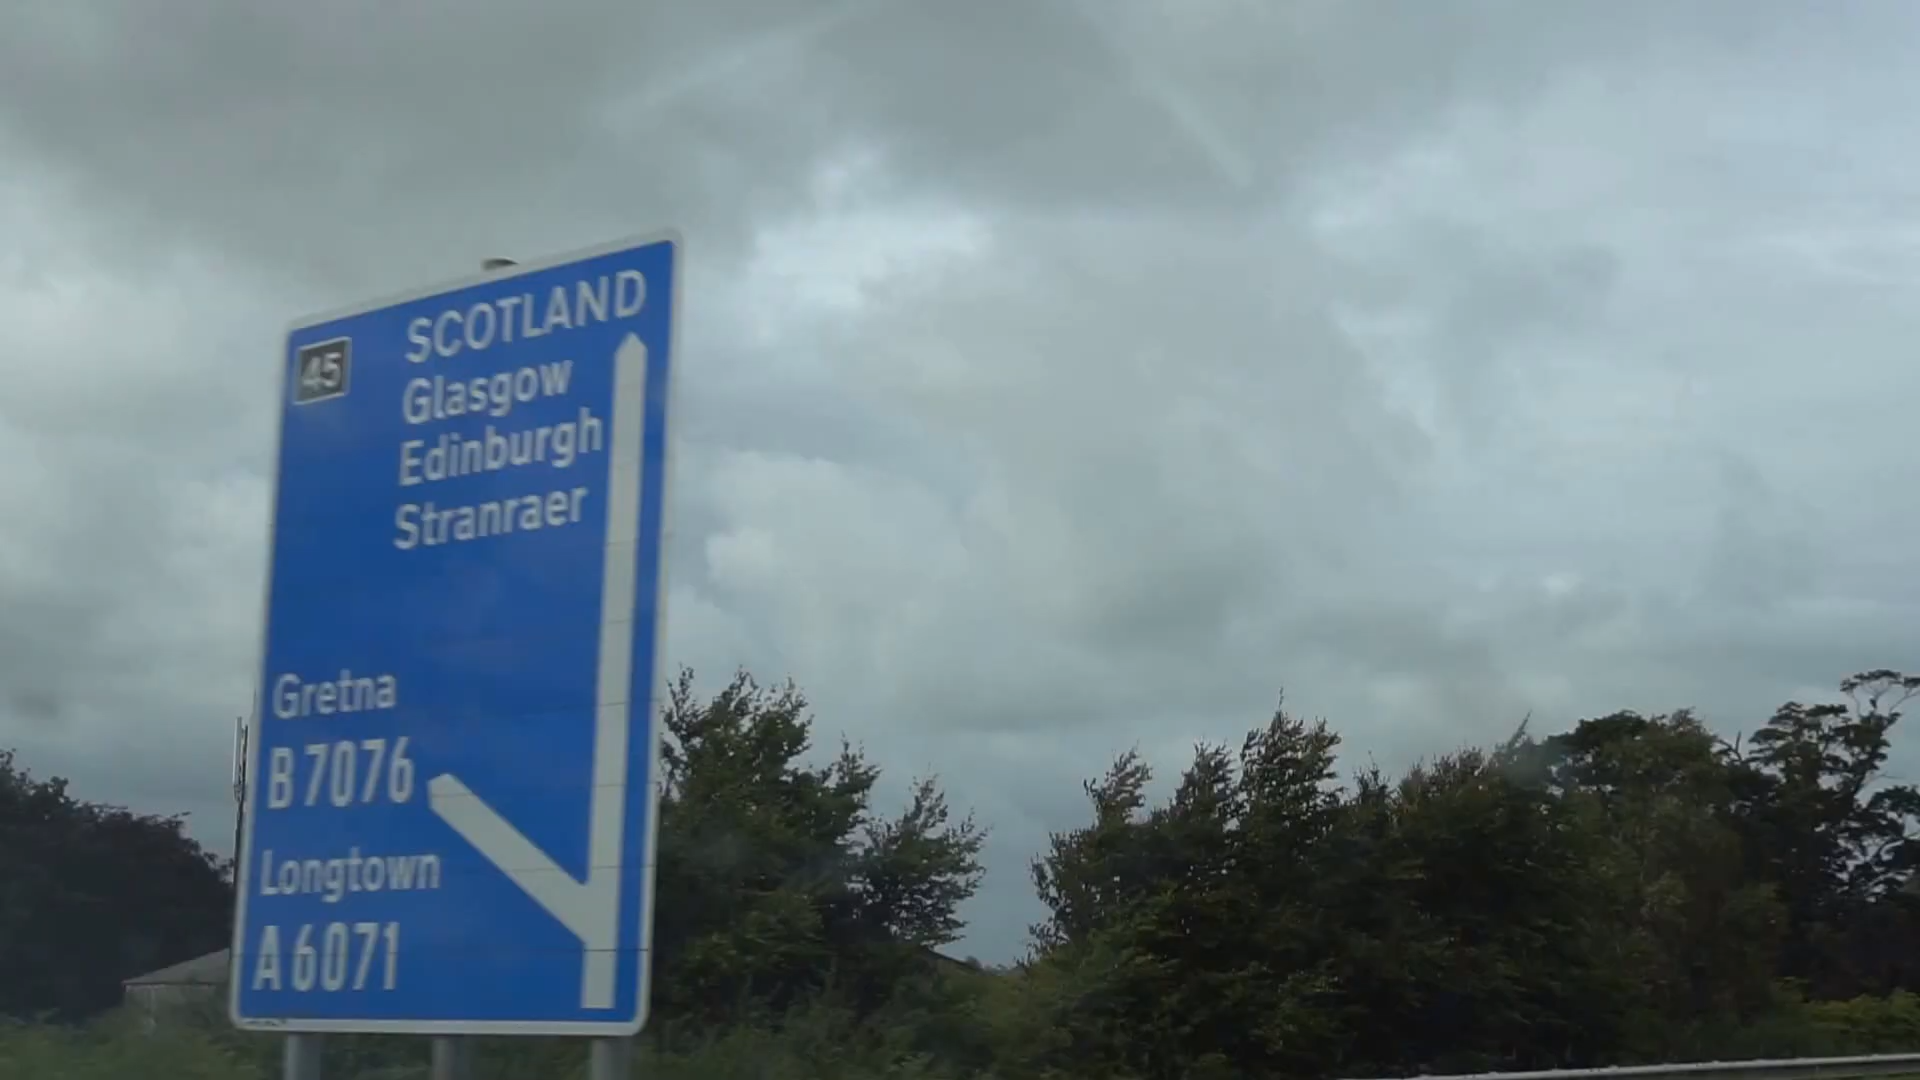 45
SCOTLAND
Glasgow
Edinburgh
Stranraer
Gretna
B 7076
Longtown
A 6071